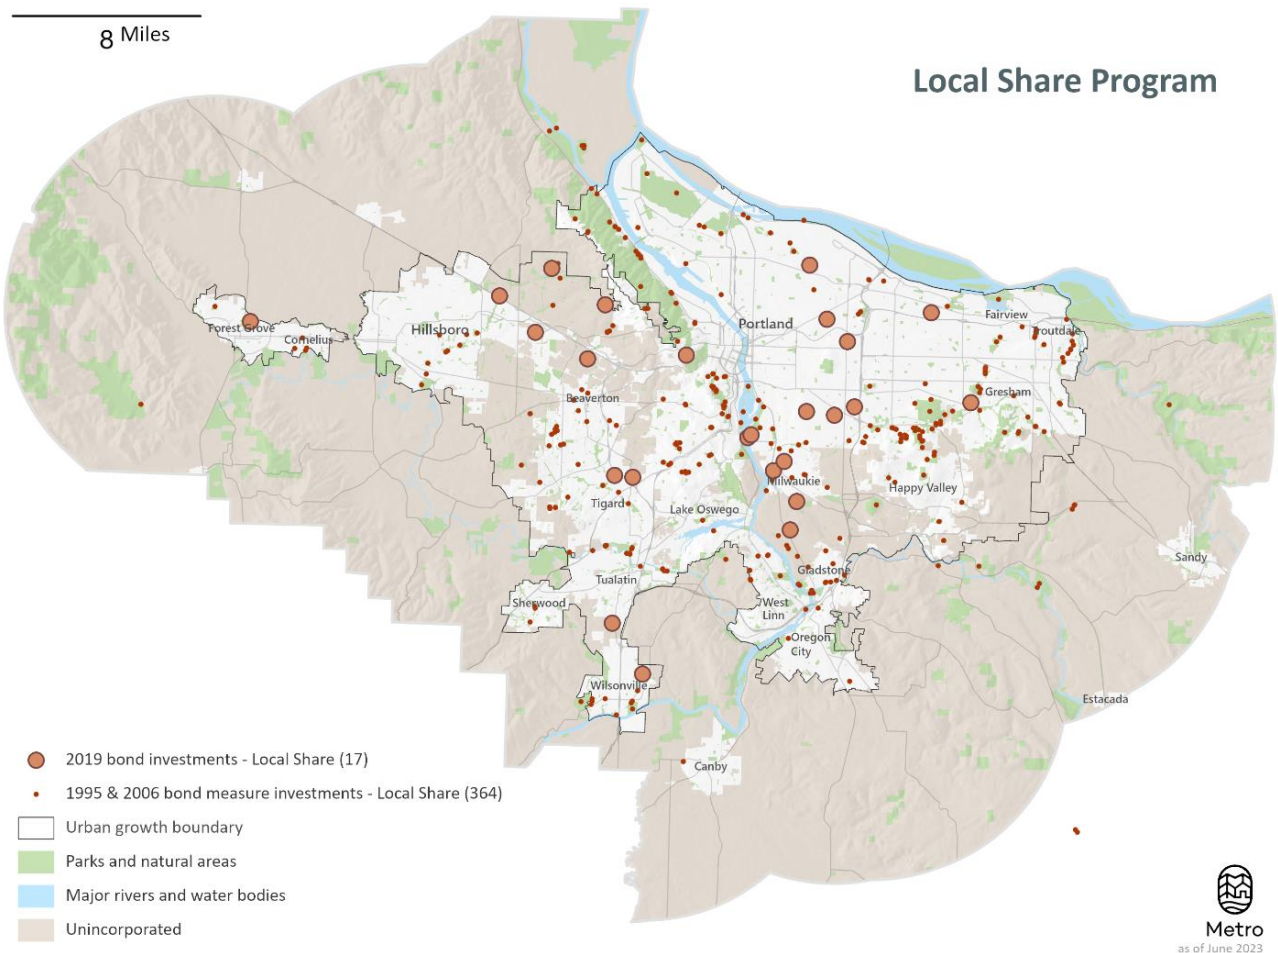 8 Miles
Local Share Program
Portland
Fairview
Troutdale
Forest Grove
Hillsboro
Cornelius
Gresham
Beaverton
Milwaukie
Happy Valley
Tigard
Lake Oswego
Sandy
Gladstone
Tualatin
Sherwood
West
Linn
Oregon
City
Wilsonville
Estacada
Canby
2019 bond investments - Local Share (17)
1995 & 2006 bond measure investments - Local Share (364)
Urban growth boundary
Parks and natural areas
Major rivers and water bodies
Unincorporated
Metro
as of June 2023